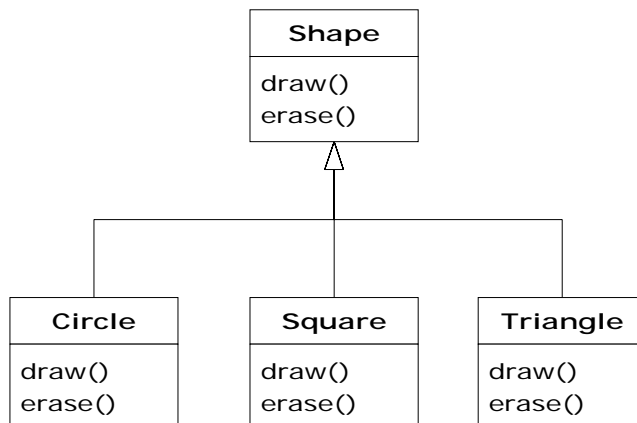 Shape
draw()
erase()
Circle
draw()
erase()
Square
draw()
erase()
Triangle
draw()
erase()